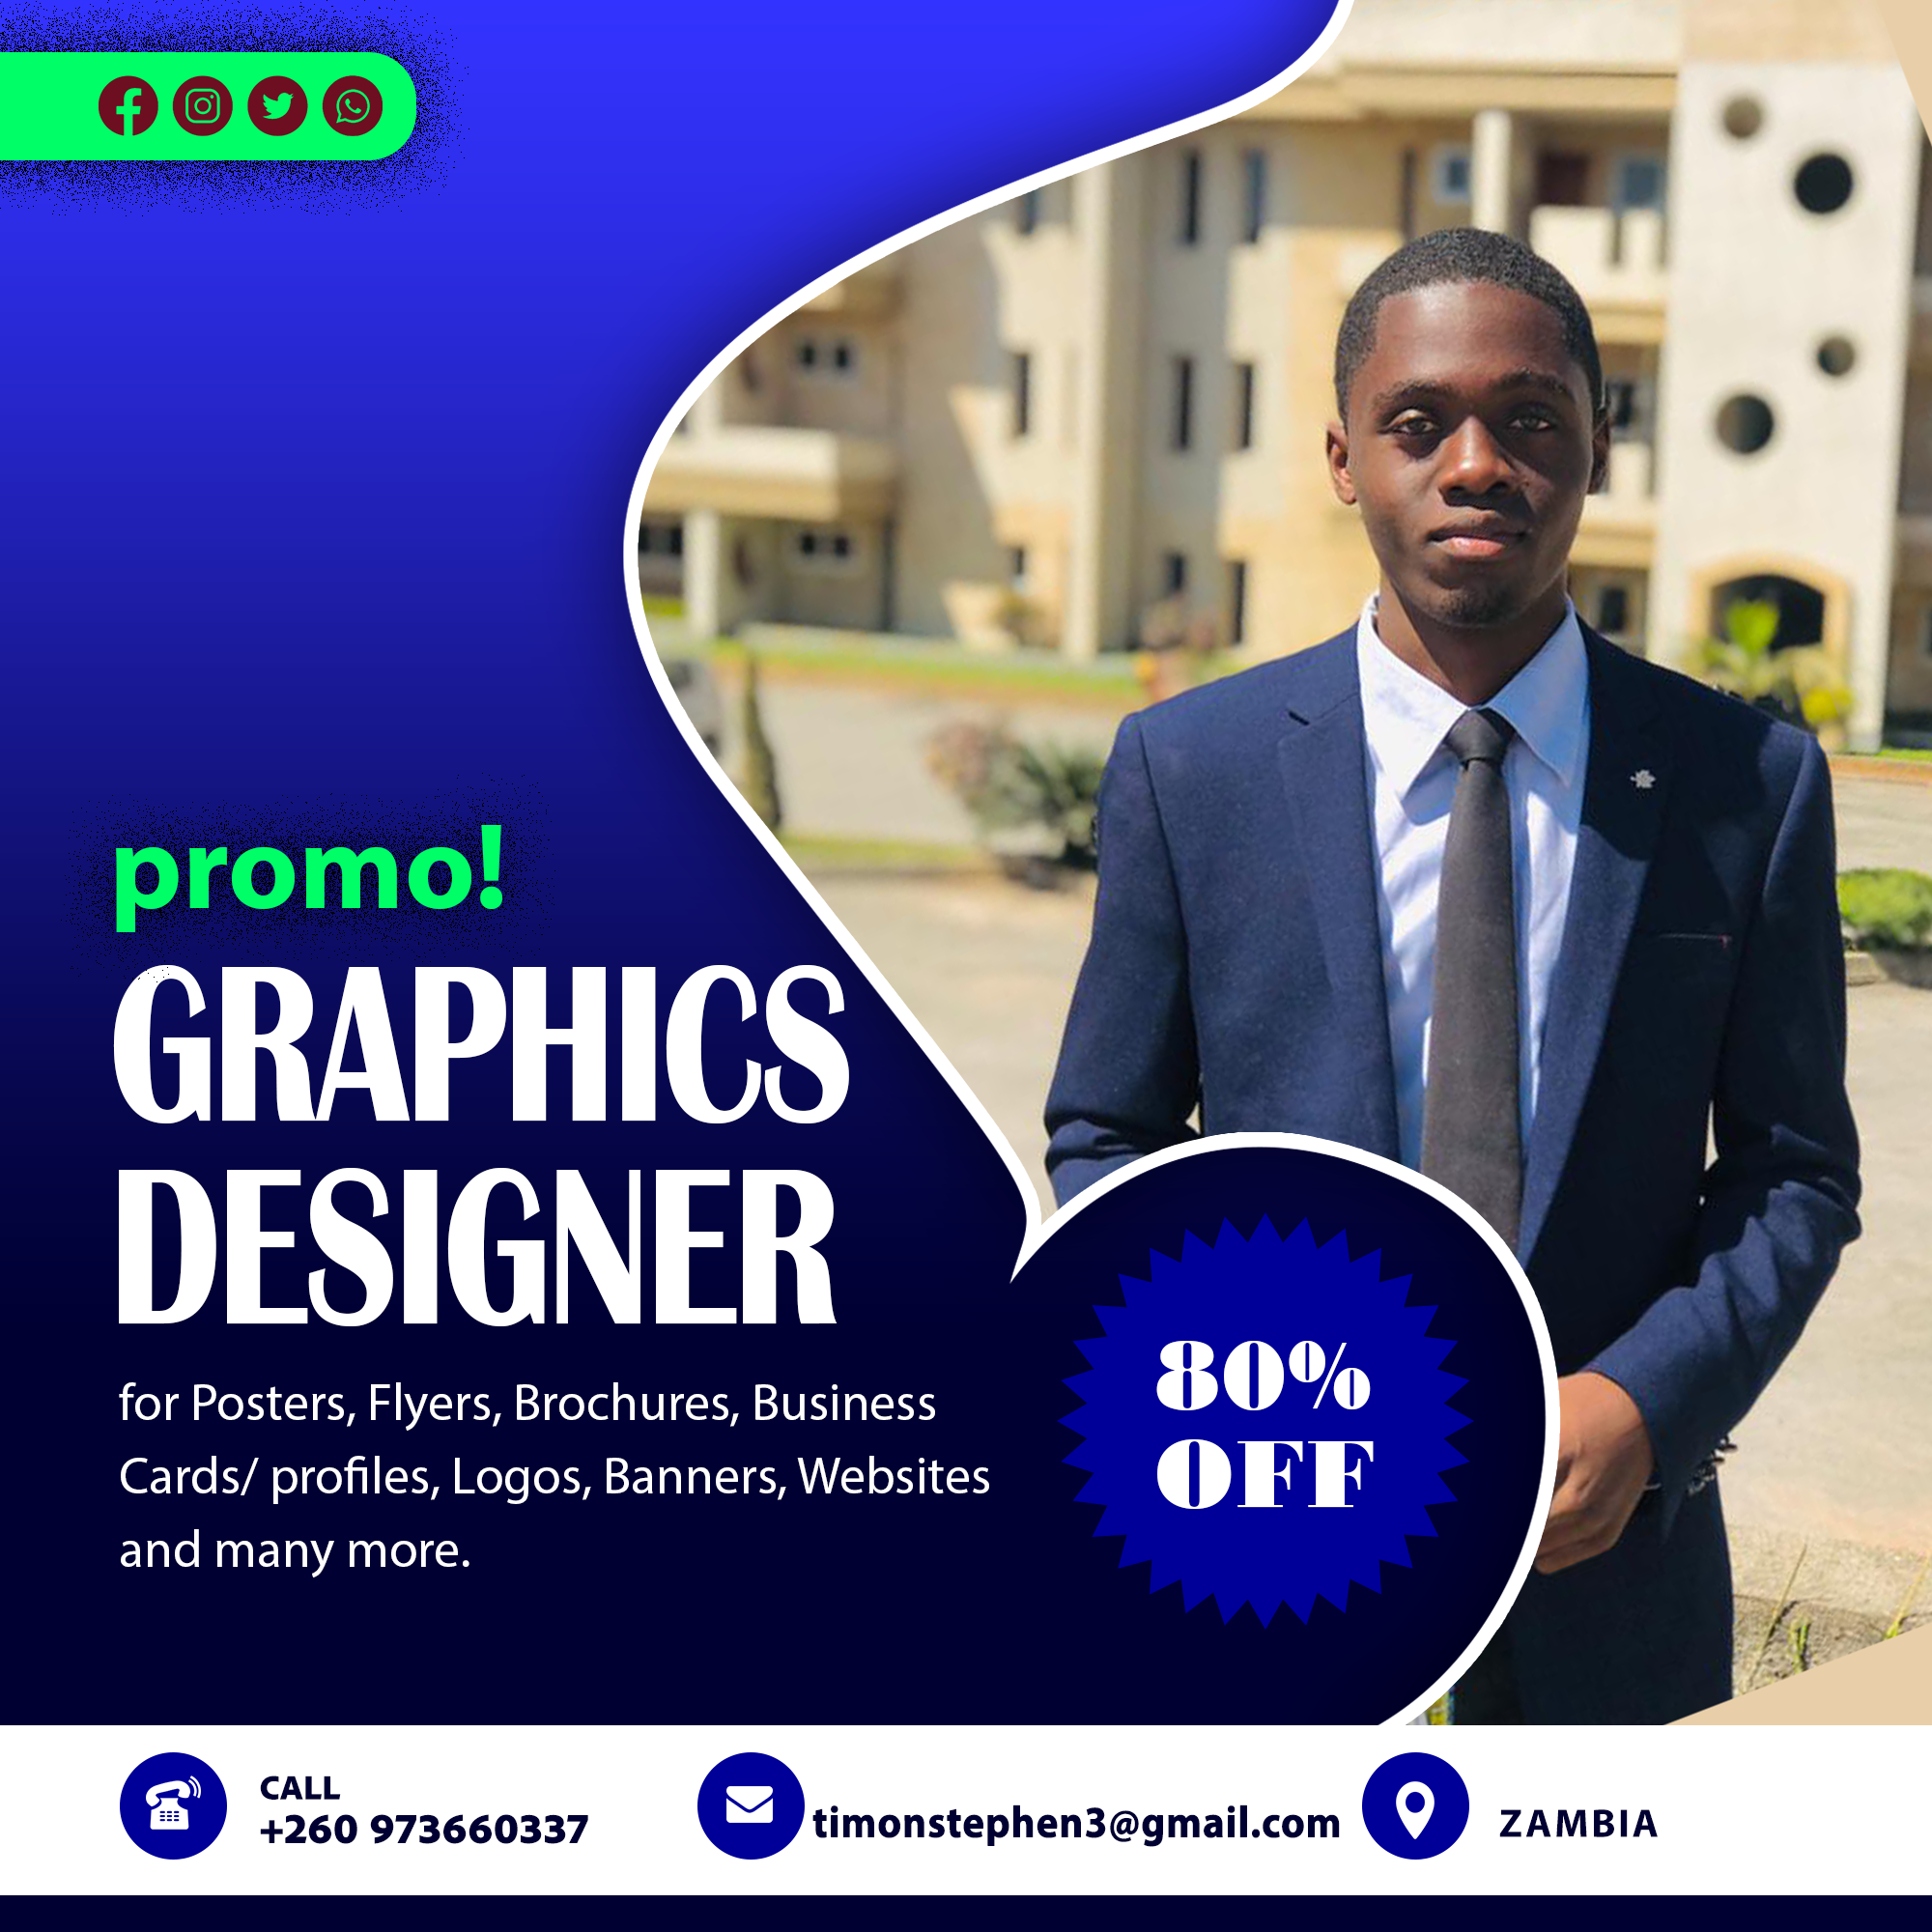 promo!
GRAPHICS
DESIGNER
for Posters, Flyers, Brochures, Business
Cards/ profiles, Logos, Banners, Websites
and many more.
80%
OFF
CALL
+260 973660337
timonstephen3@gmail.com
ZAMBIA